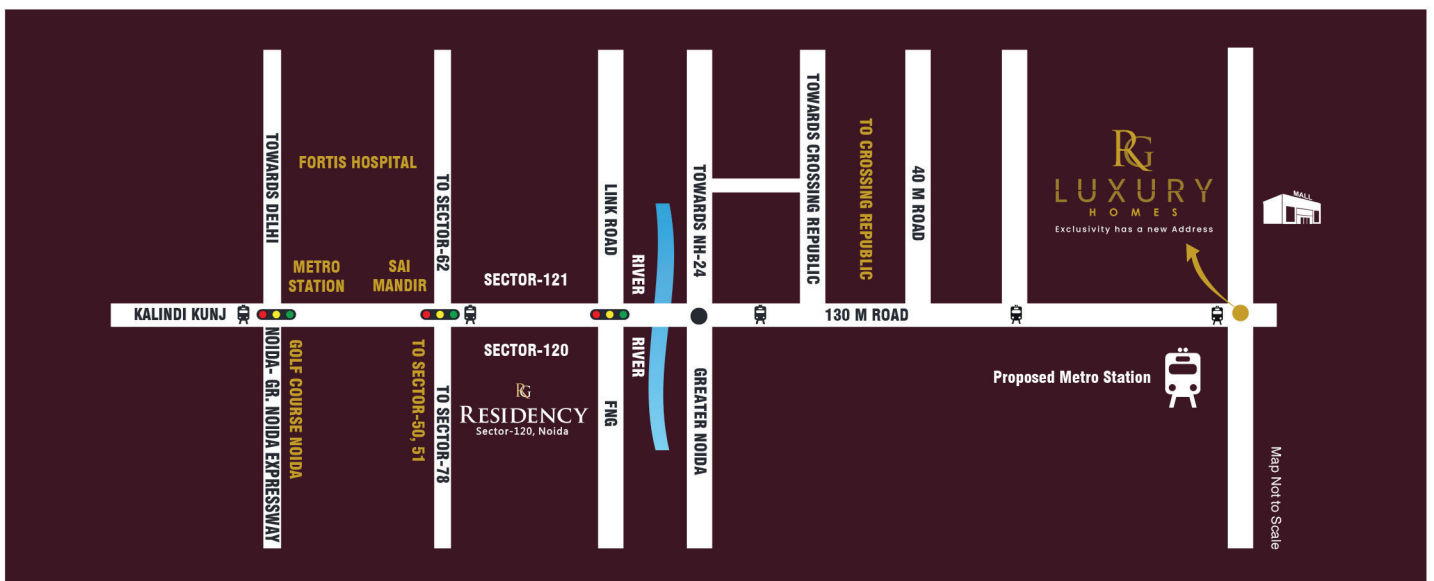 TOWARDS DELHI
FORTIS HOSPITAL
METRO
STATION
SAI
MANDIR
TO SECTOR-62
SECTOR-121
LINK ROAD
RIVER
TOWARDS NH-24
TOWARDS CROSSING REPUBLIC
TO CROSSING REPUBLIC
40 M ROAD
RG
LUXURY
HOMES
Exclusivity has a new Address
MALL
KALINDI KUNJ
130 M ROAD
NOIDA- GR. NOIDA EXPRESSWAY
GOLF COURSE NOIDA
TO SECTOR-50, 51
TO SECTOR-78
SECTOR-120
RG
RESIDENCY
Sector-120, Noida
FNG
RIVER
GREATER NOIDA
Proposed Metro Station
Map Not to Scale